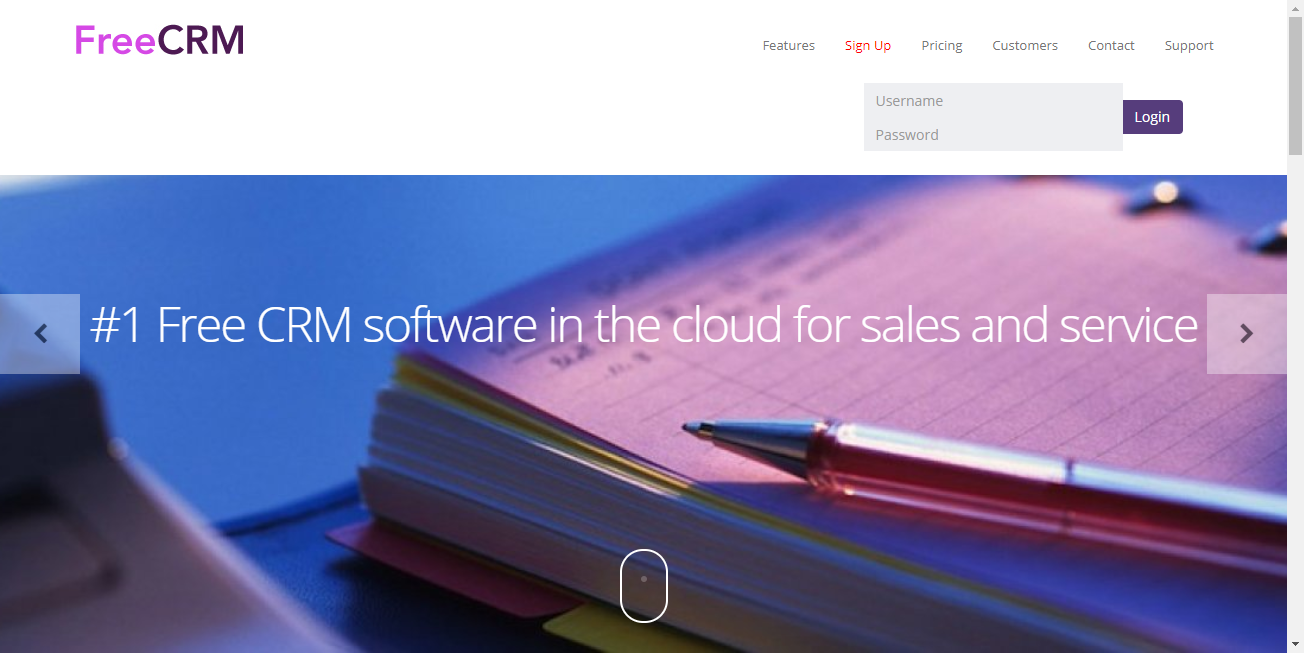 FreeCRM
Features Sign Up Pricing Customers Contact Support
Username
Password
Login
#1 Free CRM software in the cloud for sales and service